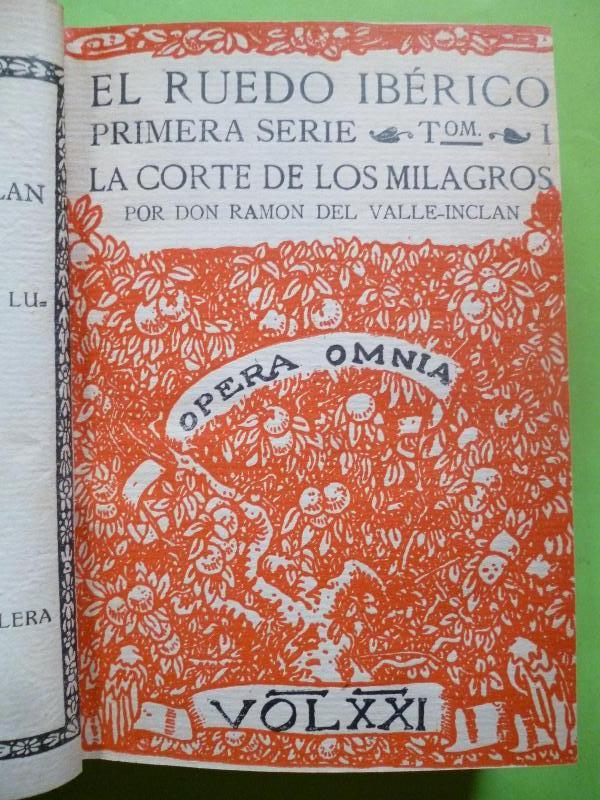 LAN
LU-
LERA
EL RUEDO IBÉRICO
PRIMERA SERIE TOM. I
LA CORTE DE LOS MILAGROS
POR DON RAMON DEL VALLE-INCLAN
OPERA OMNIA
VOL XXI